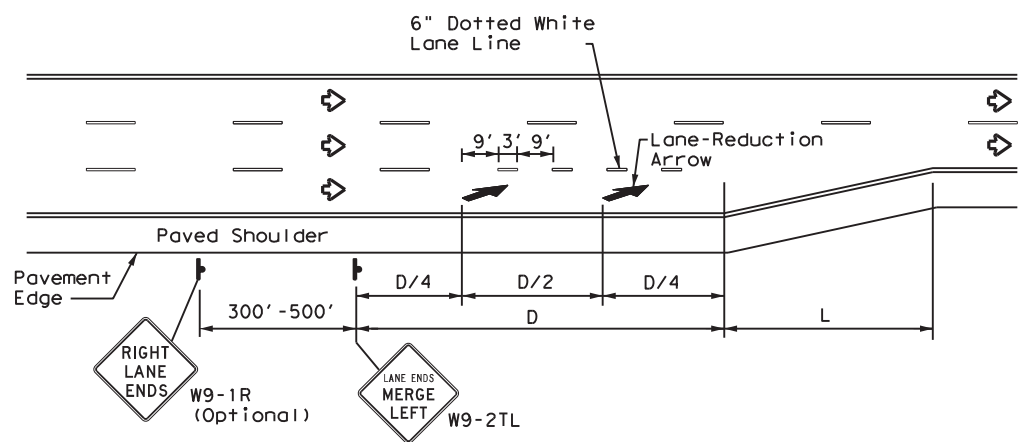 6" Dotted White
Lane Line
9' 3' 9'
Lane-Reduction
Arrow
Paved Shoulder
Pavement
Edge
D/4 D/2 D/4
300'-500' D L
RIGHT
LANE
ENDS
W9-1R
(Optional)
LANE ENDS
MERGE
LEFT
W9-2TL